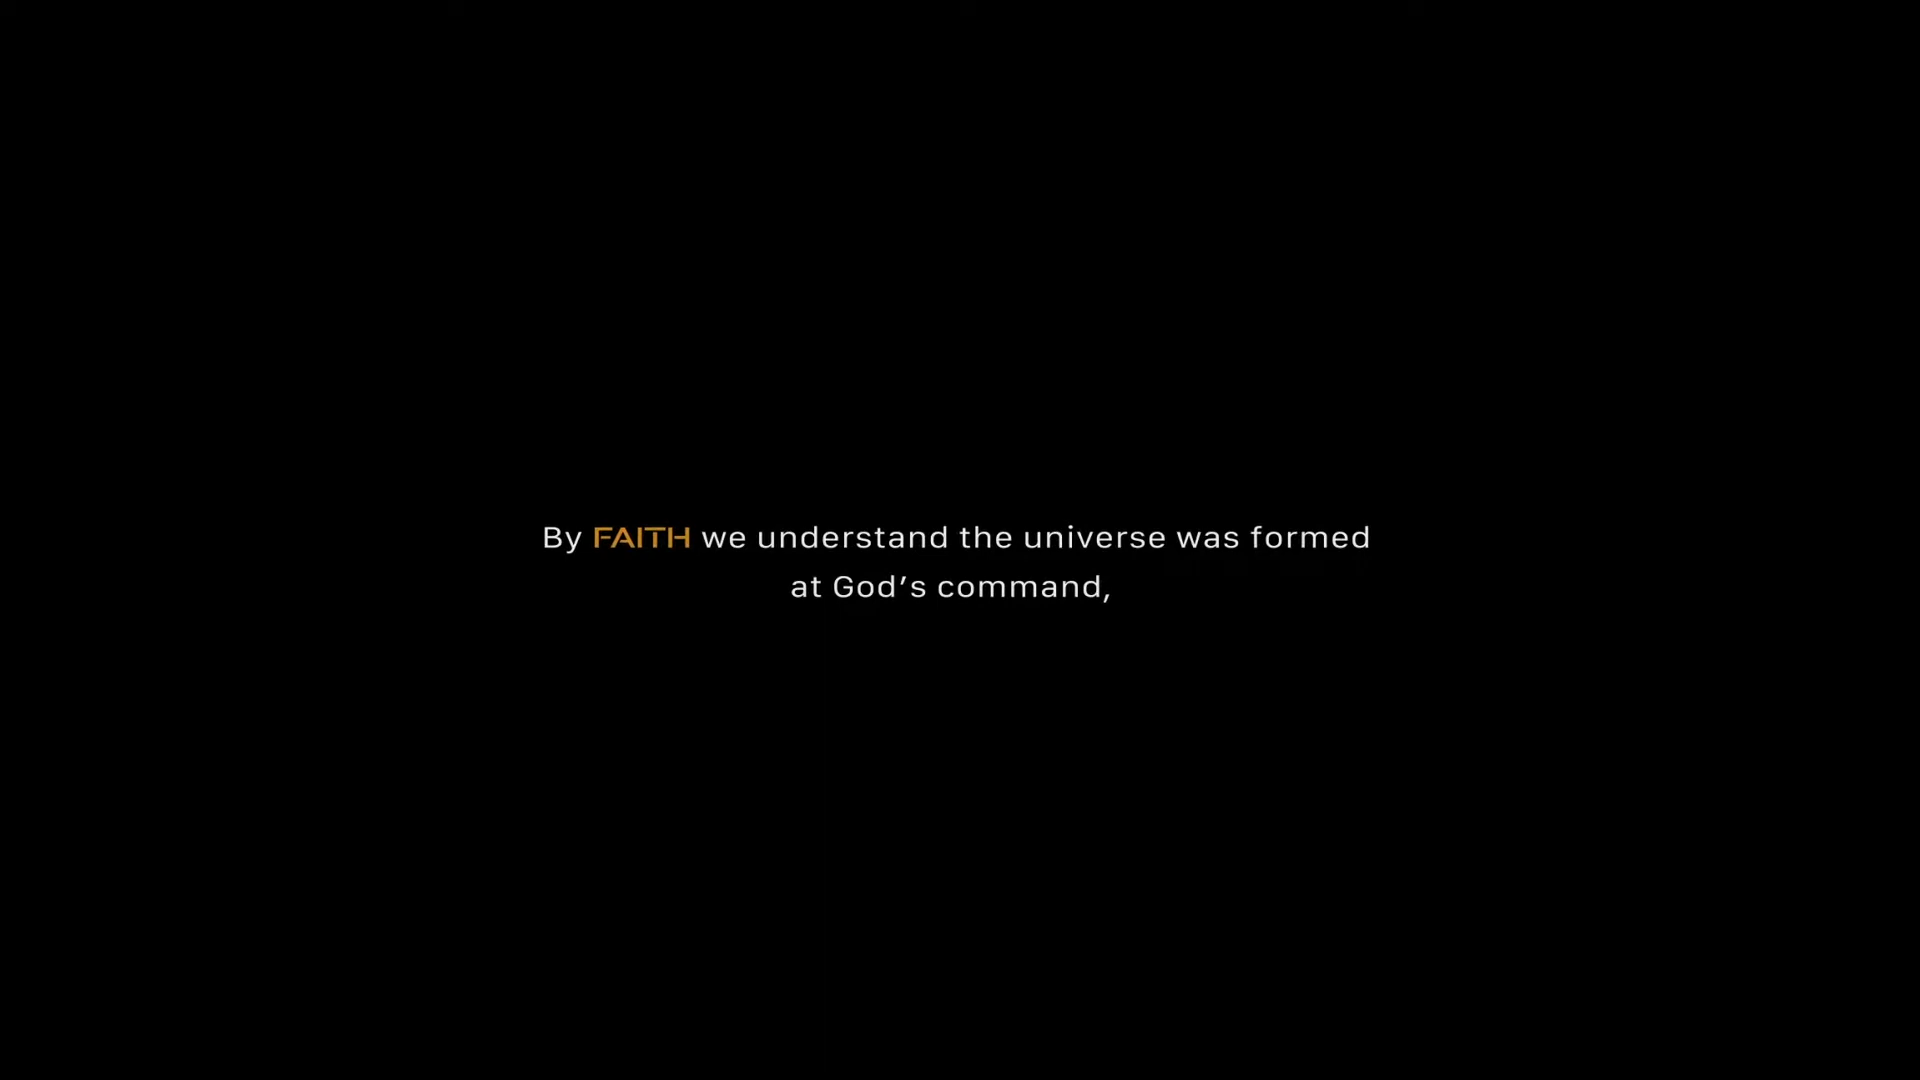 By FAITH we understand the universe was formed
at God’s command,